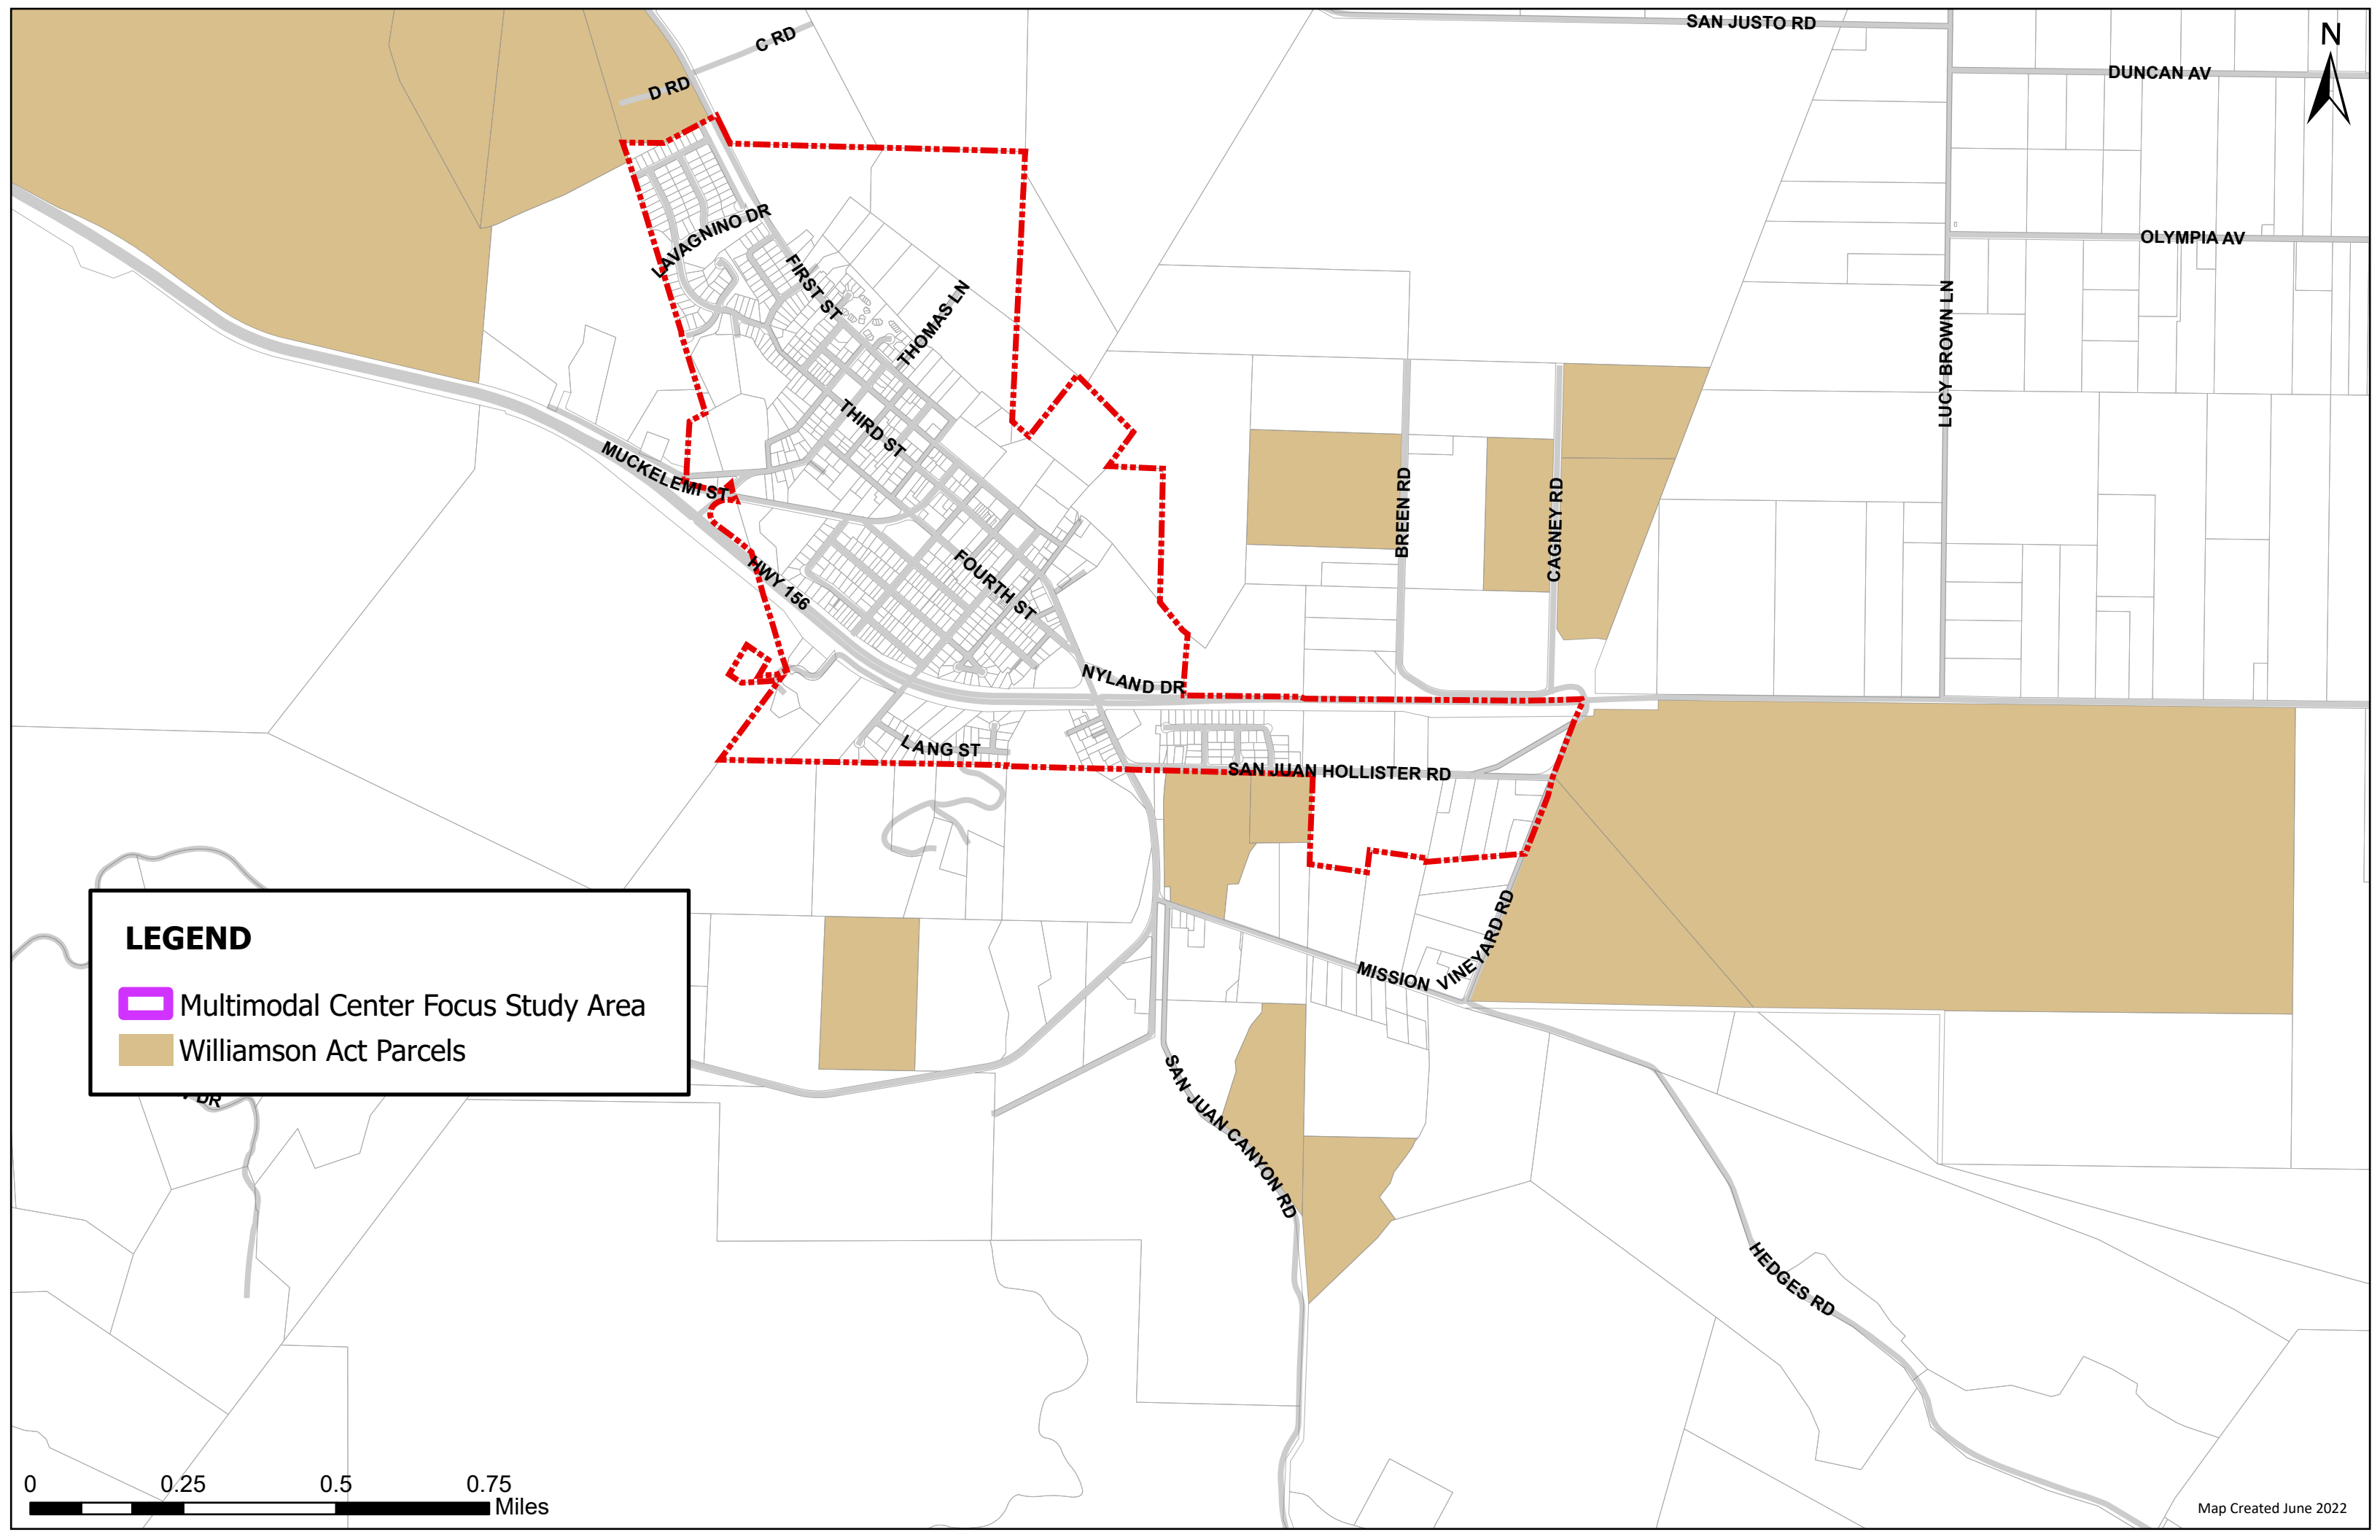 SAN JUSTO RD
N
C RD
DUNCAN AV
D RD
LAVAGNINO DR
OLYMPIA AV
FIRST ST
THOMAS LN
LUCY BROWN LN
THIRD ST
MUCKELEMI ST
BREEN RD
CAGNEY RD
HWY 156
FOURTH ST
NYLAND DR
LANG ST
SAN JUAN HOLLISTER RD
VINEYARD RD
MISSION
LEGEND
Multimodal Center Focus Study Area
Williamson Act Parcels
DR
SAN JUAN CANYON RD
HEDGES RD
0 0.25 0.5 0.75
Miles
Map Created June 2022